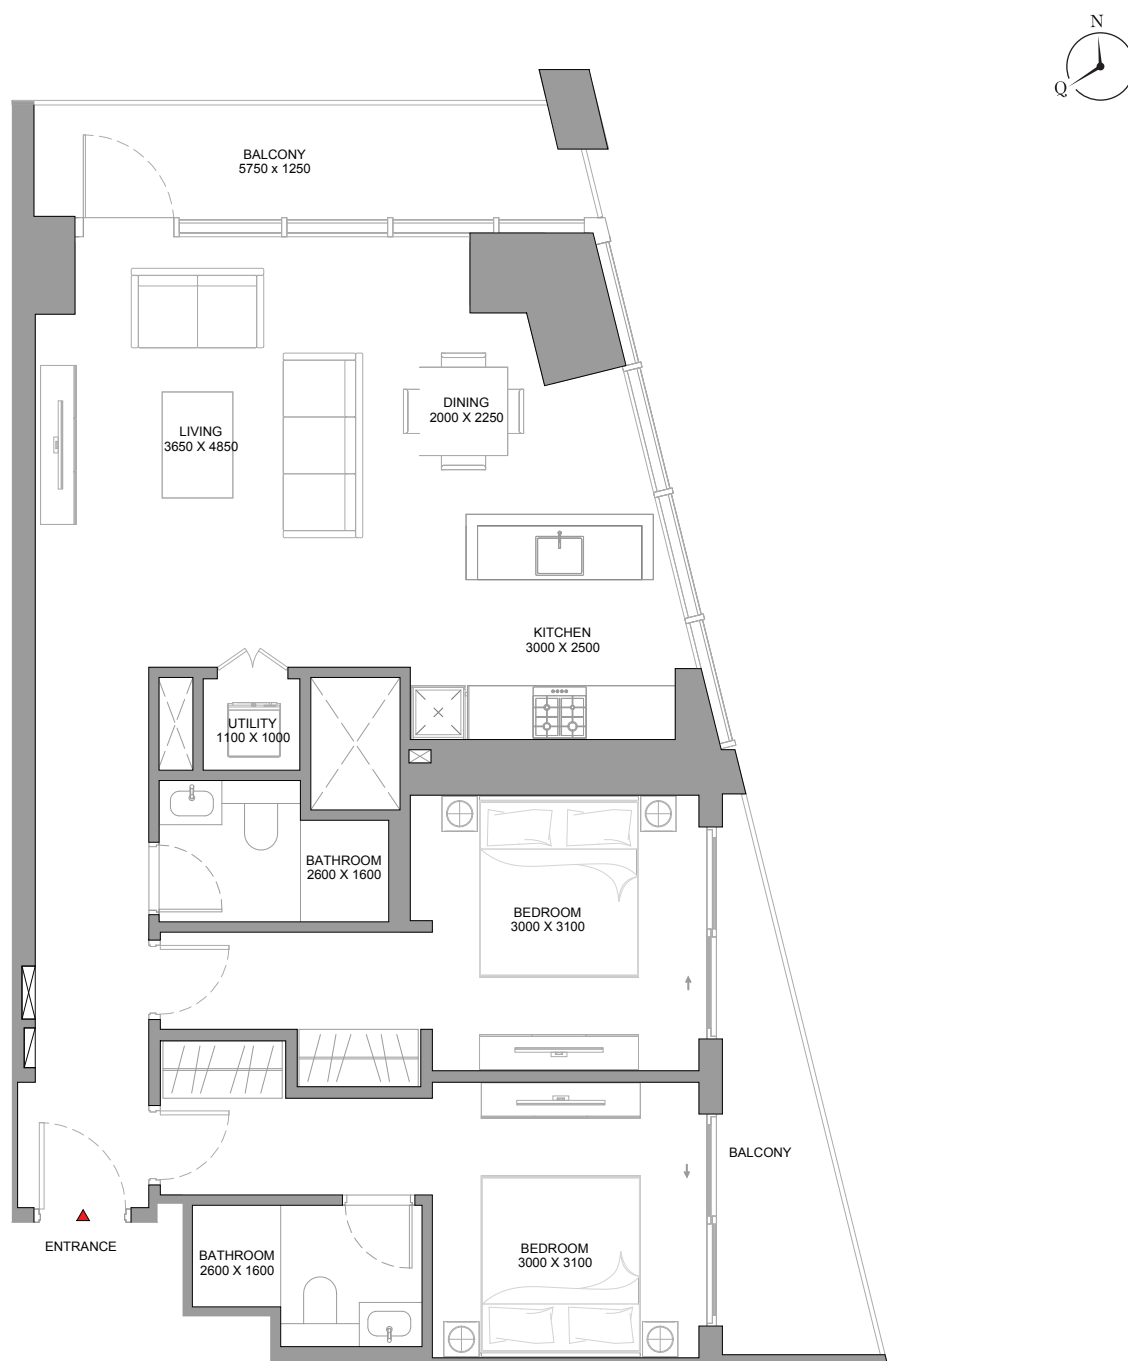 N
Q
BALCONY
5750 x 1250
DINING
2000 X 2250
LIVING
3650 X 4850
KITCHEN
3000 X 2500
UTILITY
1100 X 1000
BATHROOM
2600 X 1600
BEDROOM
3000 X 3100
BALCONY
ENTRANCE
BATHROOM
2600 X 1600
BEDROOM
3000 X 3100